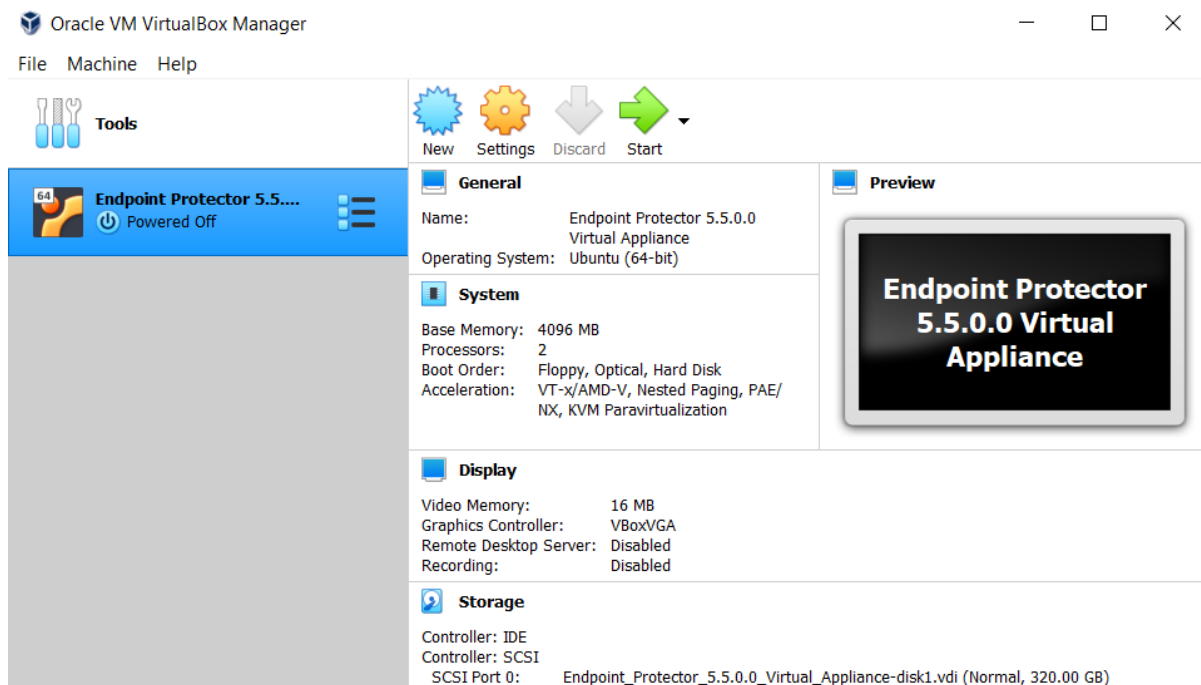 Oracle VM VirtualBox Manager
File Machine Help
Tools
New Settings Discard Start
64
Endpoint Protector 5.5....
Powered Off
General
Name: Endpoint Protector 5.5.0.0
Virtual Appliance
Operating System: Ubuntu (64-bit)
System
Base Memory: 4096 MB
Processors: 2
Boot Order: Floppy, Optical, Hard Disk
Acceleration: VT-x/AMD-V, Nested Paging, PAE/
NX, KVM Paravirtualization
Preview
Endpoint Protector
5.5.0.0 Virtual
Appliance
Display
Video Memory: 16 MB
Graphics Controller: VBoxVGA
Remote Desktop Server: Disabled
Recording: Disabled
Storage
Controller: IDE
Controller: SCSI
SCSI Port 0: Endpoint_Protector_5.5.0.0_Virtual_Appliance-disk1.vdi (Normal, 320.00 GB)